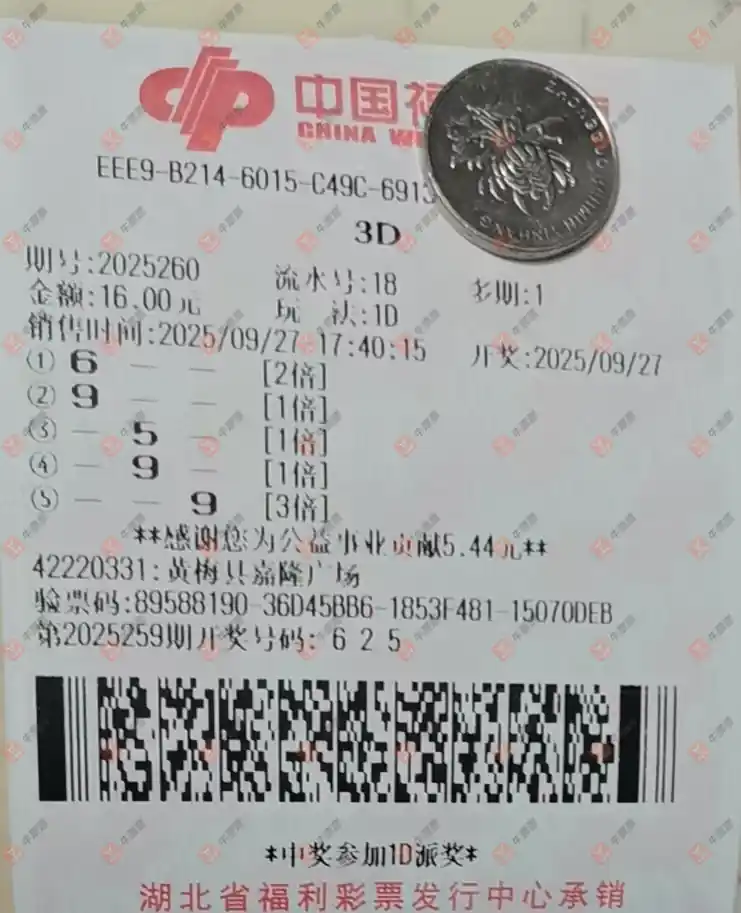 中国福
CHINA WE
EEE9-B214-6015-C49C-6913
3D
期号:2025260 流水号:18 多期:1
金额:16.00元 玩 法:1D
销售时间:2025/09/27 17:40:15 开奖:2025/09/27
① 6 — — [2倍]
② 9 — — [1倍]
③ — 5 — [1倍]
④ — 9 — [1倍]
⑤ — — 9 [3倍]
**感谢您为公益事业贡献5.44元**
42220331:黄梅县嘉隆广场
验票码:89588190-36D45BB6-1853F481-15070DEB
第2025259期开奖号码: 6 2 5
*中奖参加1D派奖*
湖北省福利彩票发行中心承销